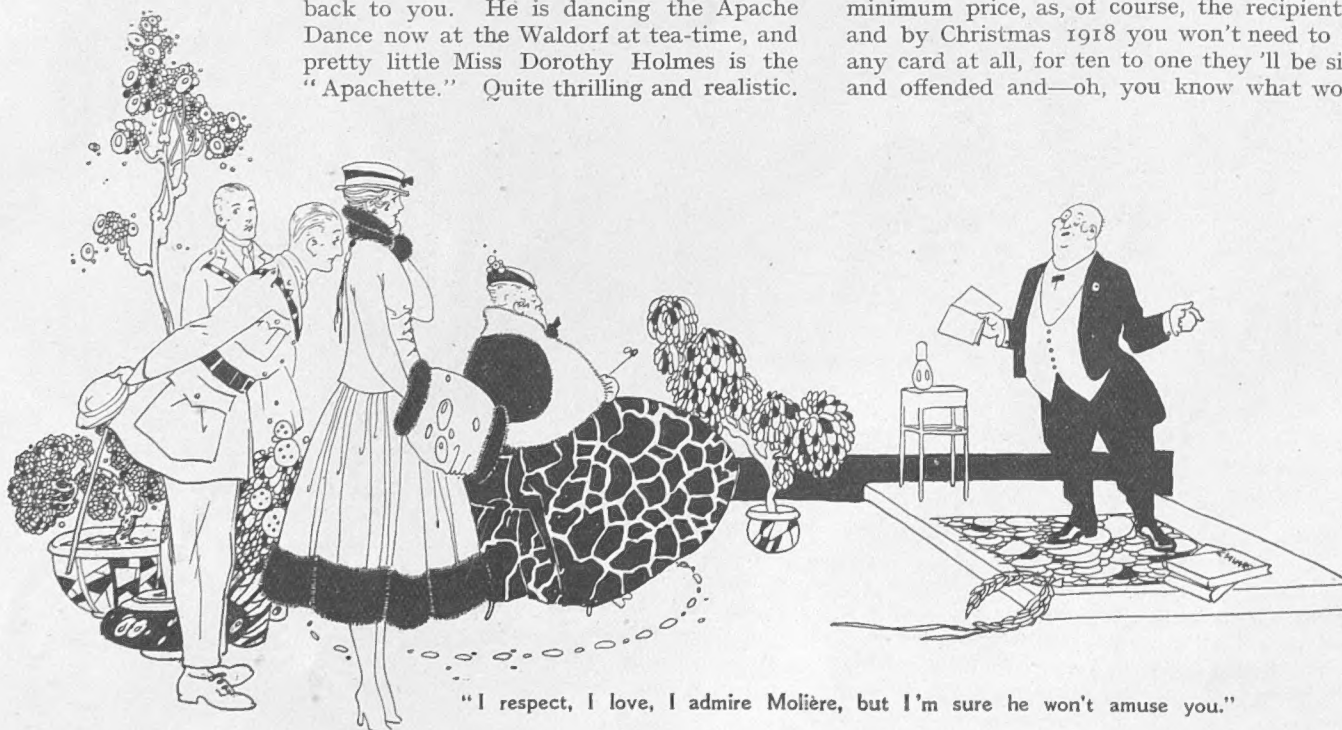 back to you. He is dancing the Apache
Dance now at the Waldorf at tea-time, and
pretty little Miss Dorothy Holmes is the
"Apachette." Quite thrilling and realistic.
minimum price, as, of course, the recipient
and by Christmas 1918 you won't need to
any card at all, for ten to one they 'll be
and offended and—oh, you know what
"I respect, I love, I admire Molière, but I'm sure he won't amuse you."